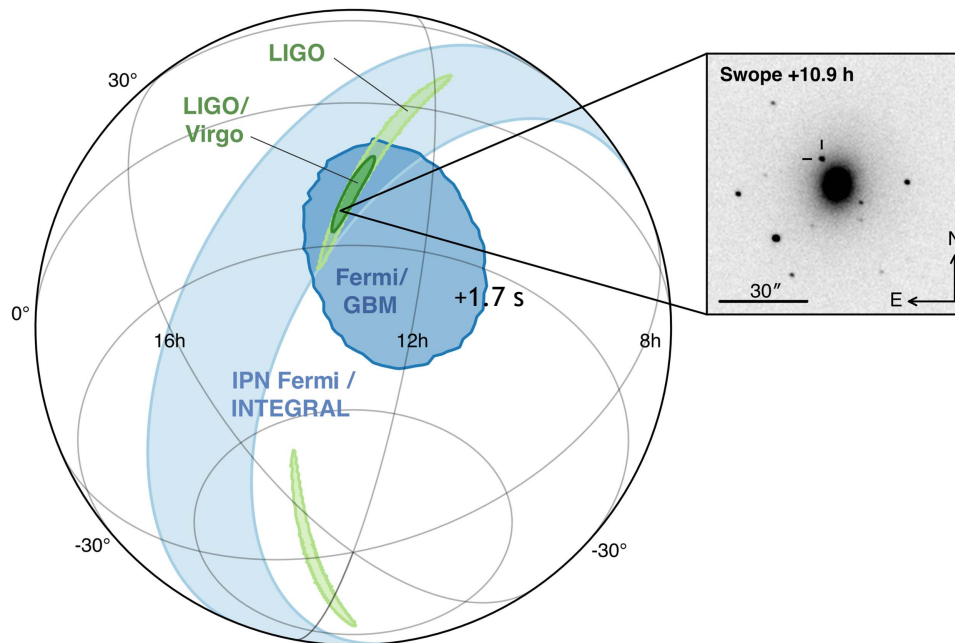 LIGO
30°
LIGO/
Virgo
Swope +10.9 h
Fermi/
GBM
+1.7 s
30″
N
E
0°
16h
12h
8h
IPN Fermi /
INTEGRAL
-30°
-30°